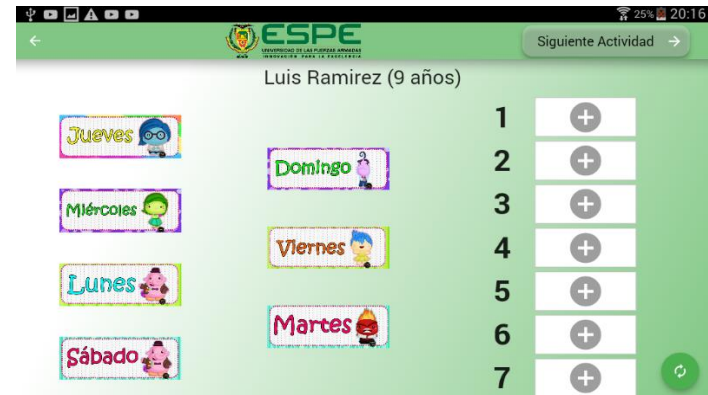 25% 20:16
ESPE
UNIVERSIDAD DE LAS FUERZAS ARMADAS
INNOVACIÓN PARA LA EXCELENCIA
Siguiente Actividad
Luis Ramirez (9 años)
Jueves
Miércoles
Lunes
Sábado
Domingo
Viernes
Martes
1
2
3
4
5
6
7